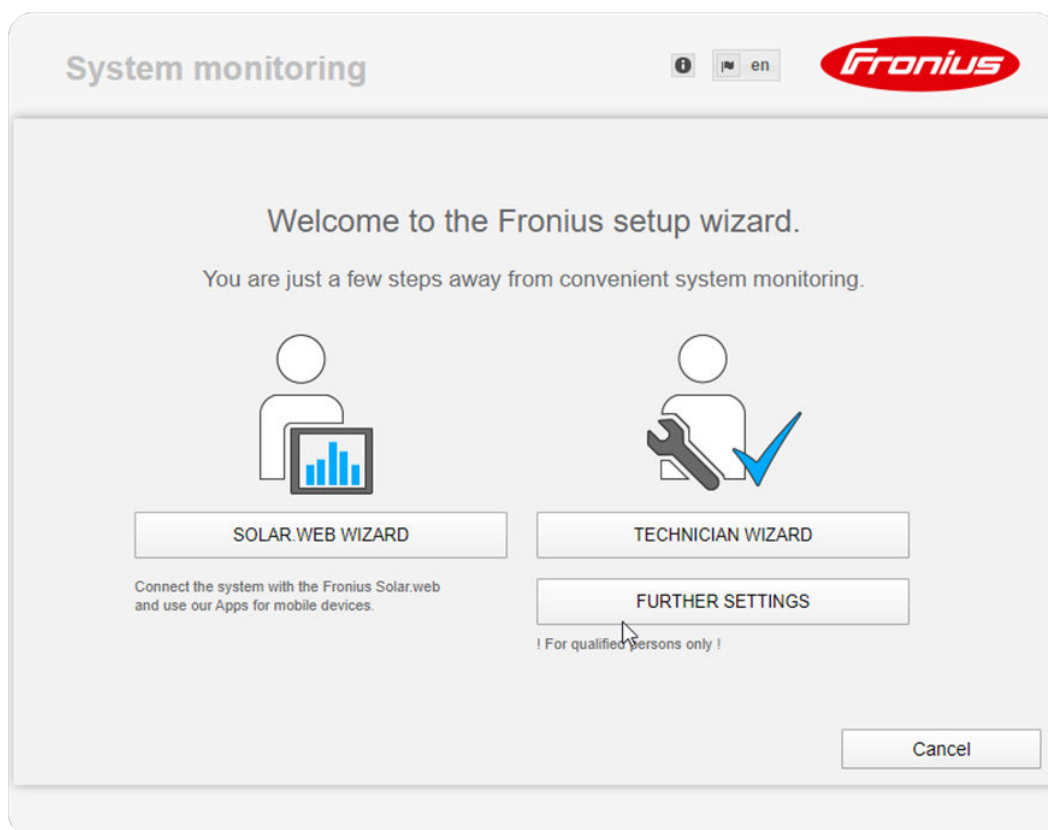 System monitoring
i
en
Fronius
Welcome to the Fronius setup wizard.
You are just a few steps away from convenient system monitoring.
SOLAR.WEB WIZARD
TECHNICIAN WIZARD
Connect the system with the Fronius Solar.web
and use our Apps for mobile devices.
FURTHER SETTINGS
! For qualified persons only !
Cancel